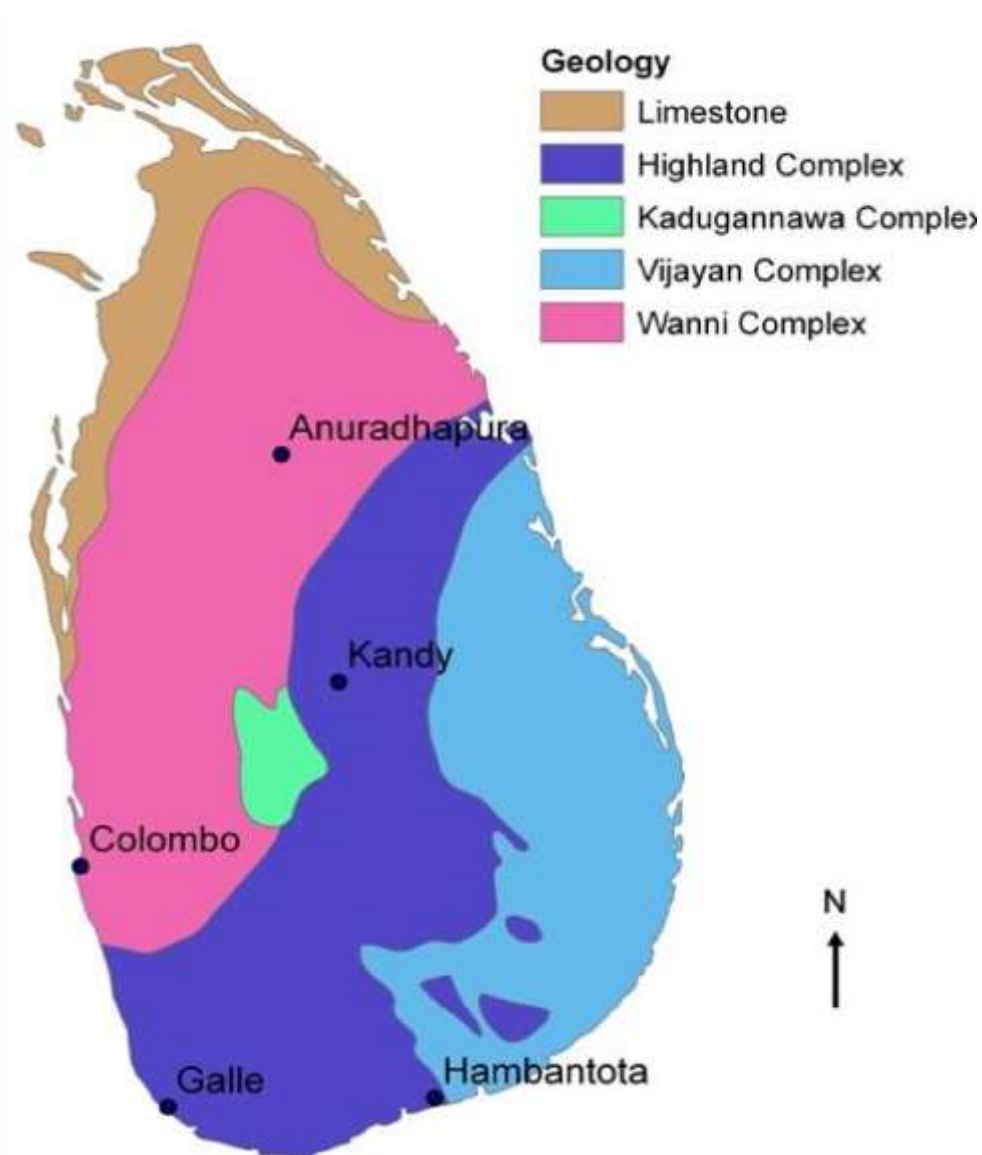 Geology
Limestone
Highland Complex
Kadugannawa Complex
Vijayan Complex
Wanni Complex
Anuradhapura
Kandy
Colombo
N
Galle
Hambantota